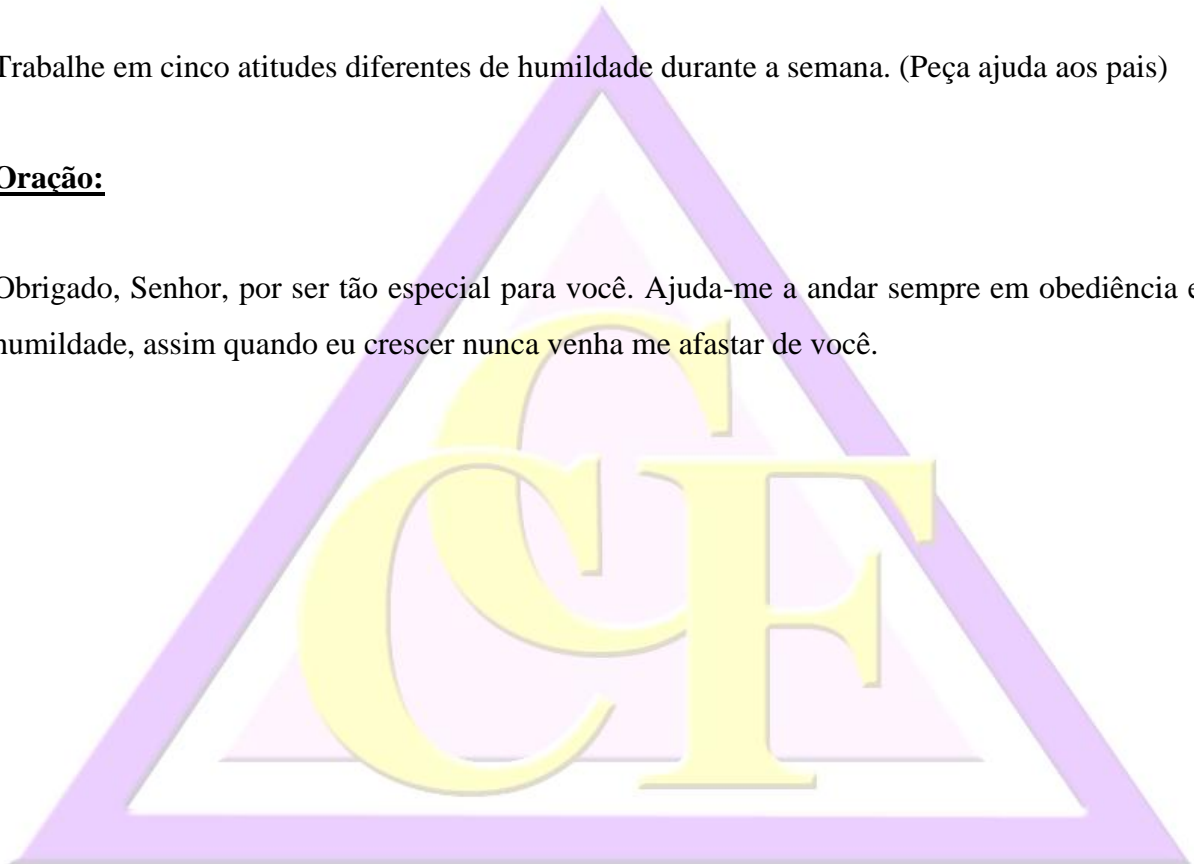 Trabalhe em cinco atitudes diferentes de humildade durante a semana. (Peça ajuda aos pais)
Oração:
Obrigado, Senhor, por ser tão especial para você. Ajuda-me a andar sempre em obediência e
humildade, assim quando eu crescer nunca venha me afastar de você.
CCF